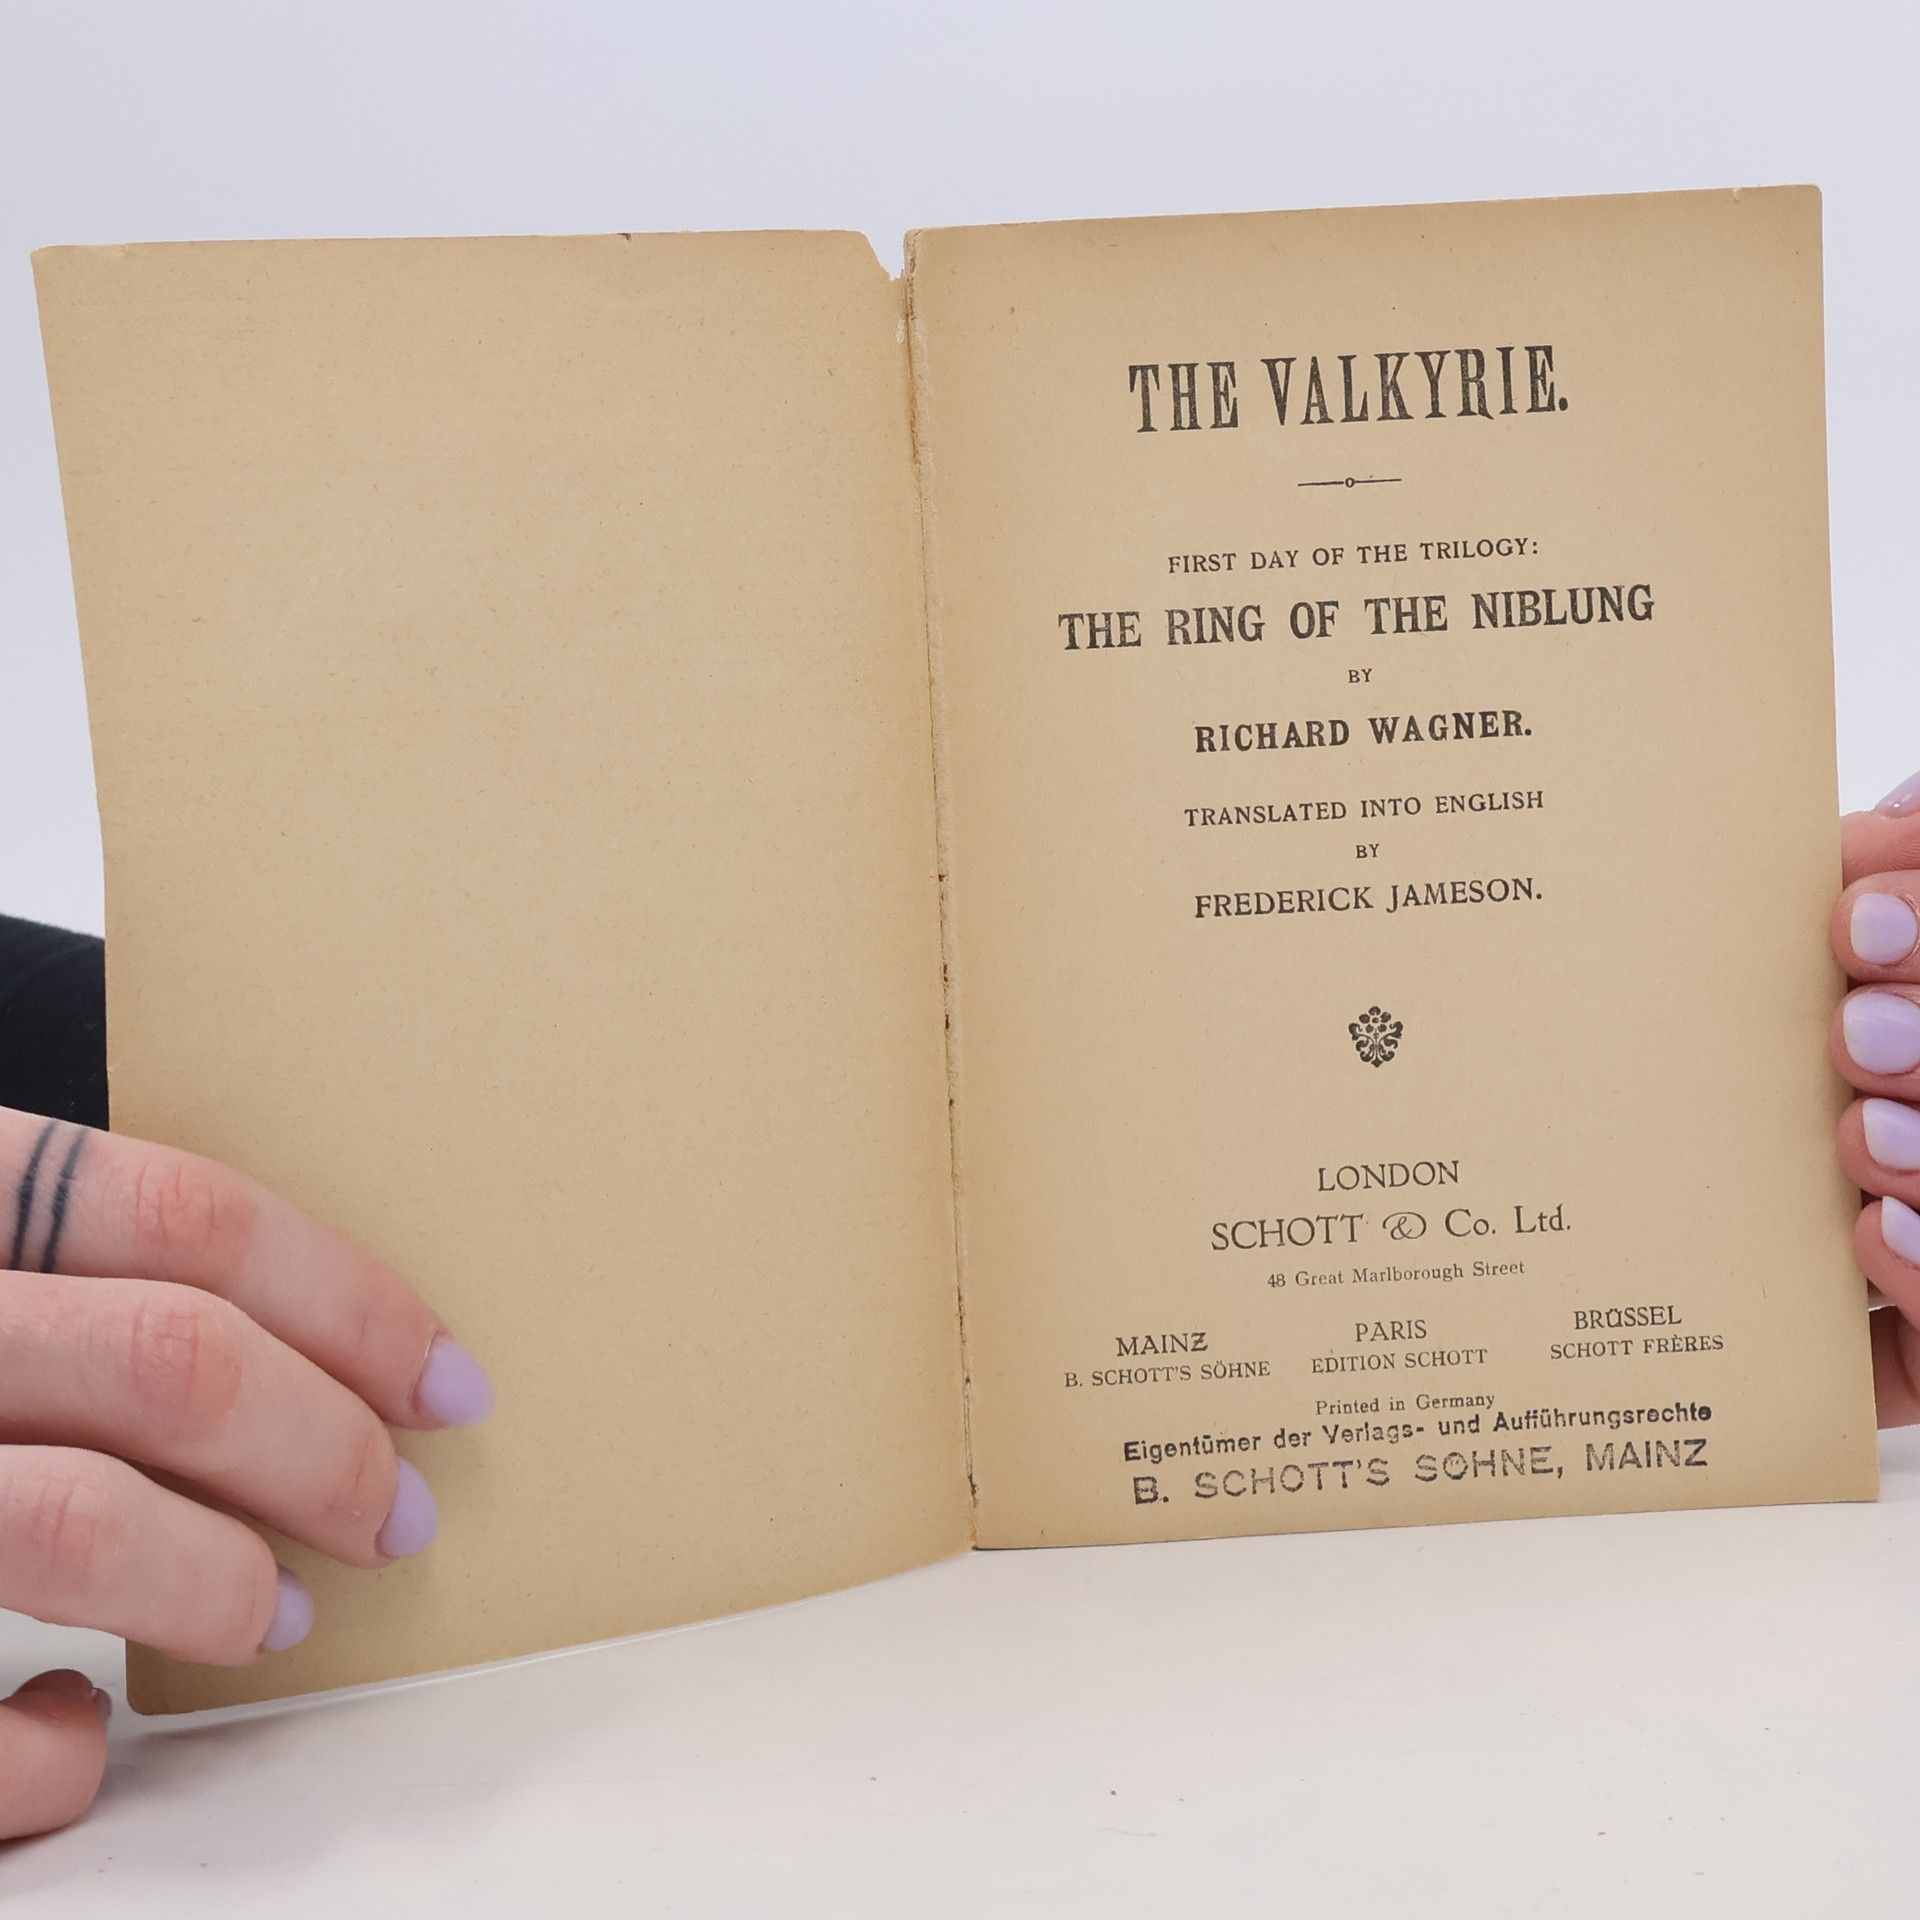 THE VALKYRIE.
FIRST DAY OF THE TRILOGY:
THE RING OF THE NIBLUNG
BY
RICHARD WAGNER.
TRANSLATED INTO ENGLISH
BY
FREDERICK JAMESON.
LONDON
SCHOTT & Co. Ltd.
48 Great Marlborough Street
MAINZ PARIS BRÜSSEL
B. SCHOTT'S SÖHNE EDITION SCHOTT SCHOTT FRÈRES
Printed in Germany
Eigentümer der Verlags- und Aufführungsrechte
B. SCHOTT'S SÖHNE, MAINZ